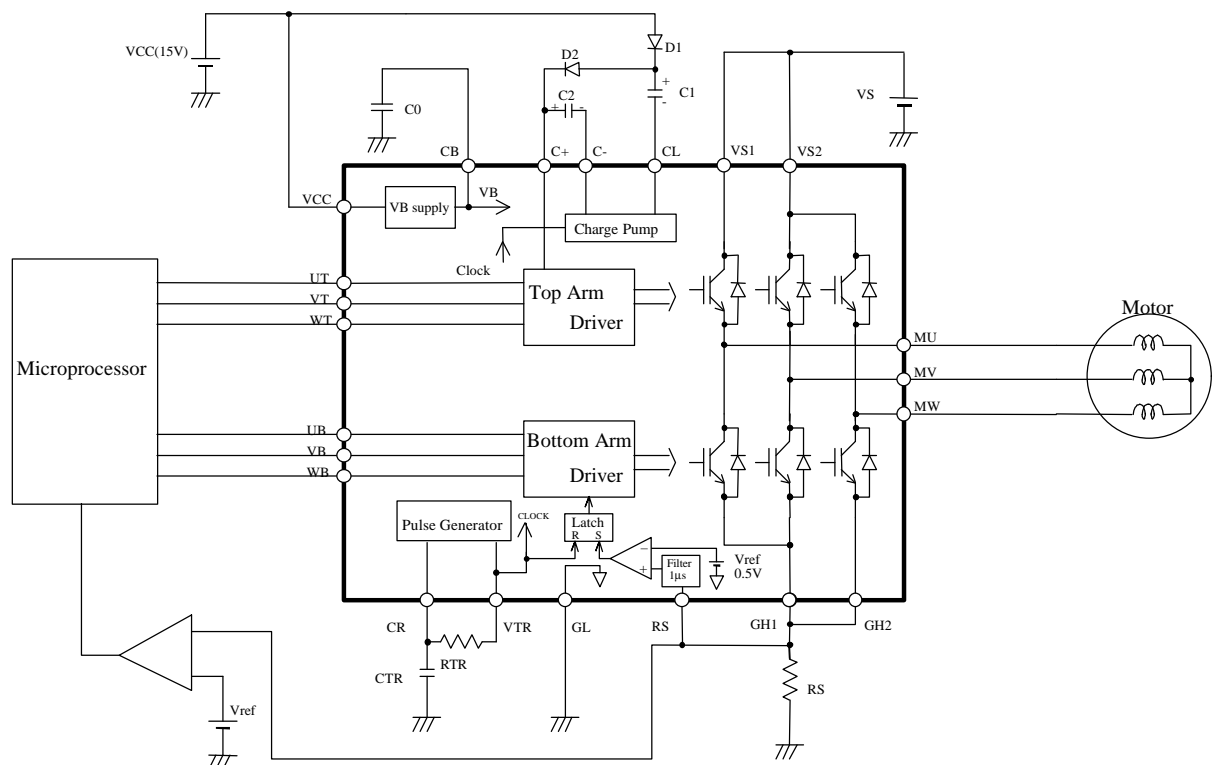 VCC(15V)
D1
D2
+
C1
-
C2
+ -
C0
VS
CB
C+
C-
CL
VS1
VS2
VCC
VB supply
VB
Charge Pump
Clock
UT
VT
WT
Top Arm
Driver
Motor
MU
MV
MW
Microprocessor
UB
VB
WB
Bottom Arm
Driver
Pulse Generator
CLOCK
Latch
R S
−
+
Filter
1μs
Vref
0.5V
CR
VTR
GL
RS
GH1
GH2
RTR
CTR
RS
Vref